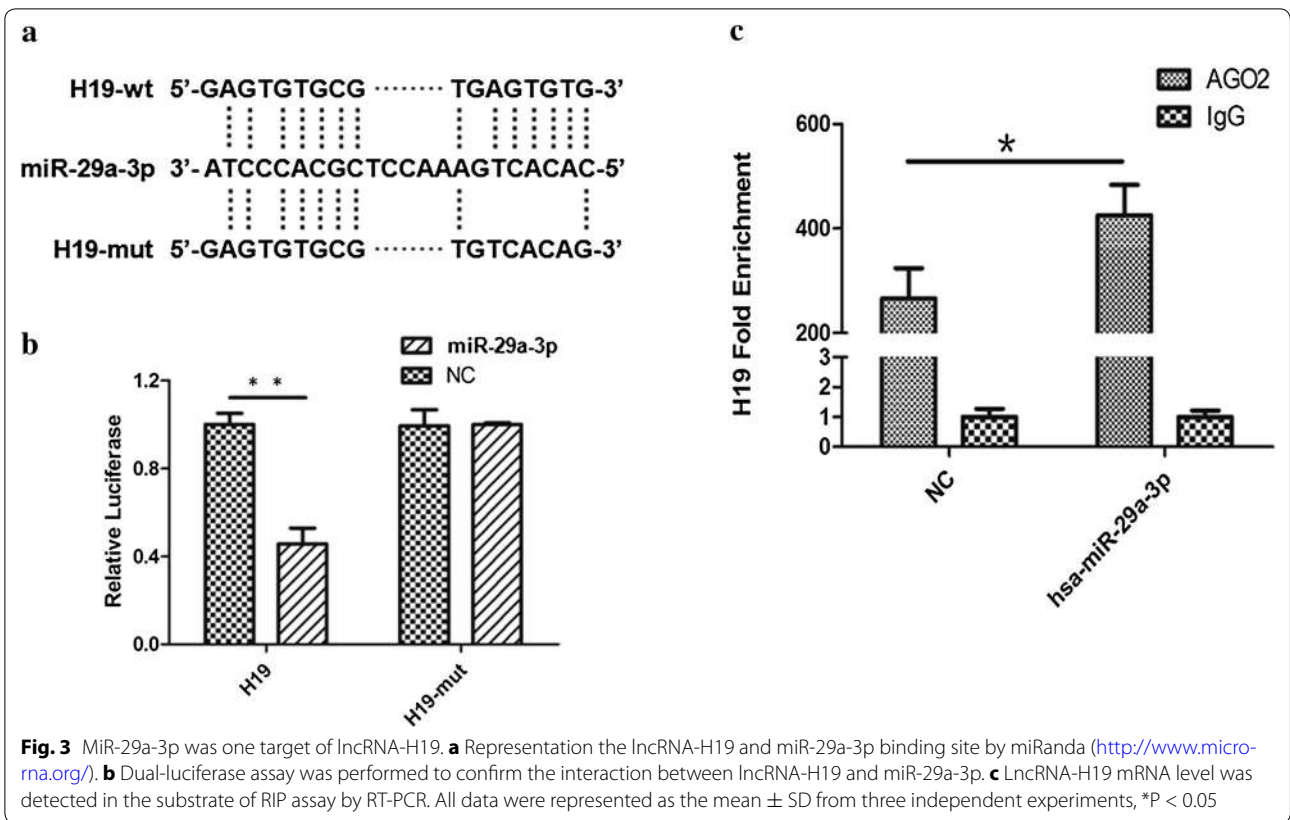 a
H19-wt 5'-GAGTGTGCG ········ TGAGTGTG-3'
miR-29a-3p 3'- ATCCCACGCTCCAAAGTCACAC-5'
H19-mut 5'-GAGTGTGCG ········ TGTCACAG-3'
b
miR-29a-3p
NC
Relative Luciferase
1.2
0.8
0.4
0.0
* *
H19
H19-mut
c
AGO2
IgG
H19 Fold Enrichment
600
400
200
3
2
1
0
*
NC
hsa-miR-29a-3p
Fig. 3 MiR-29a-3p was one target of lncRNA-H19. a Representation the lncRNA-H19 and miR-29a-3p binding site by miRanda (http://www.micro-
rna.org/). b Dual-luciferase assay was performed to confirm the interaction between lncRNA-H19 and miR-29a-3p. c LncRNA-H19 mRNA level was
detected in the substrate of RIP assay by RT-PCR. All data were represented as the mean ± SD from three independent experiments, *P < 0.05